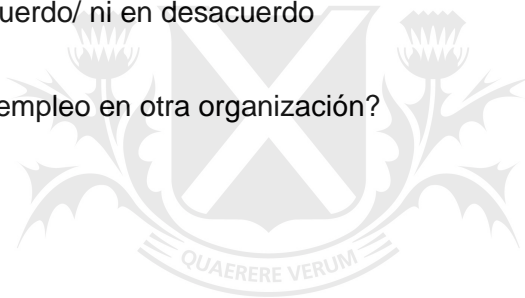 uerdo/ ni en desacuerdo
empleo en otra organización?
QUAERERE VERUM